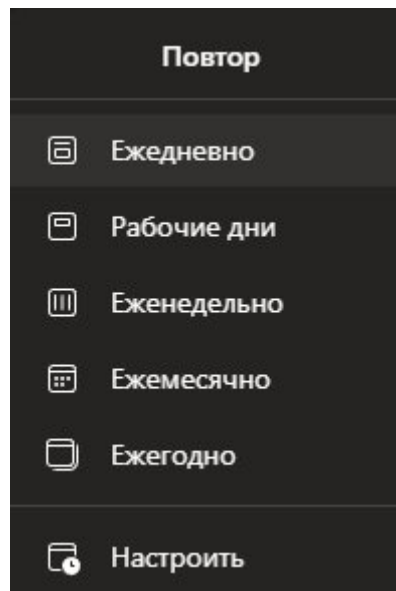 Повтор
Ежедневно
Рабочие дни
Еженедельно
Ежемесячно
Ежегодно
Настроить